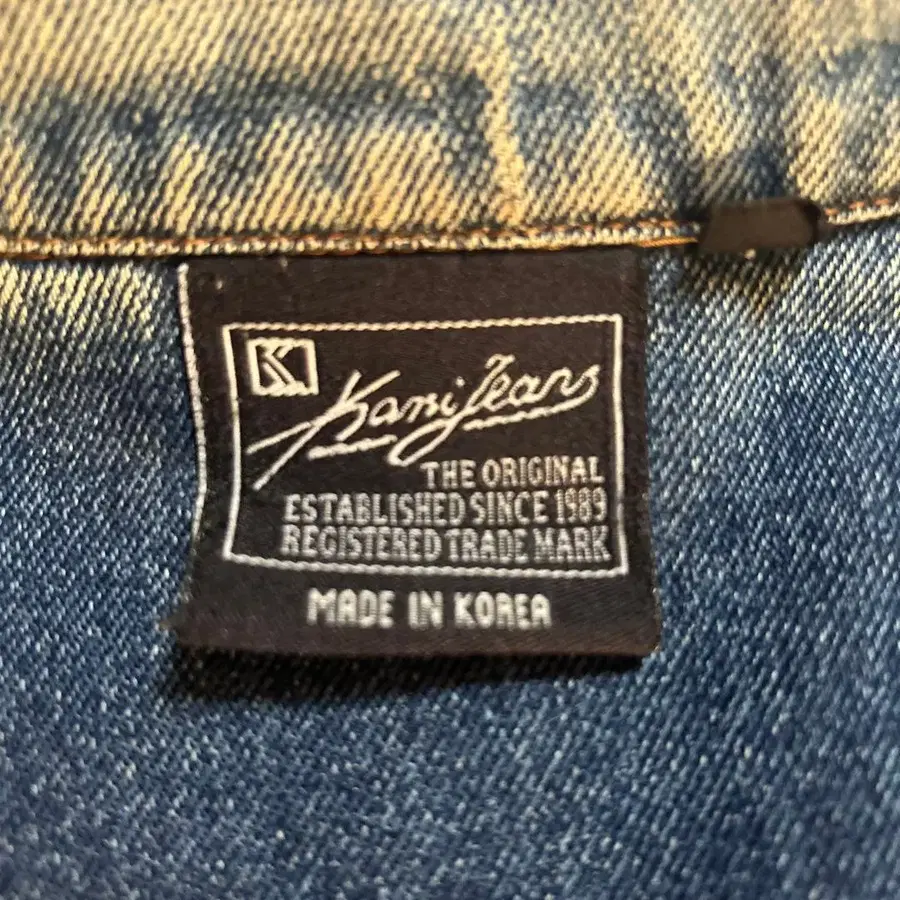 K
Kani Jeans
THE ORIGINAL
ESTABLISHED SINCE 1989
REGISTERED TRADE MARK
MADE IN KOREA